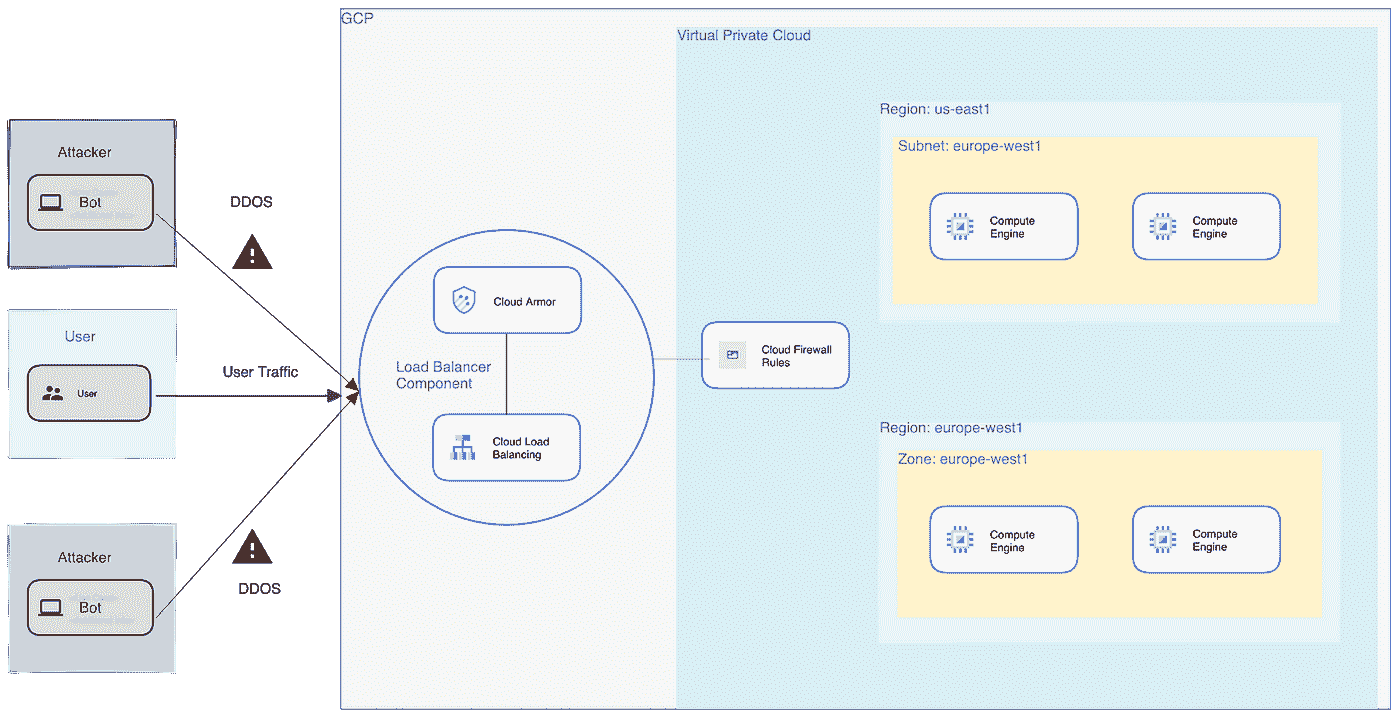 GCP
Virtual Private Cloud
Attacker
Bot
DDOS
User
User
User Traffic
Attacker
Bot
DDOS
Cloud Armor
Load Balancer
Component
Cloud Load
Balancing
Cloud Firewall
Rules
Region: us-east1
Subnet: europe-west1
Compute
Engine
Compute
Engine
Region: europe-west1
Zone: europe-west1
Compute
Engine
Compute
Engine